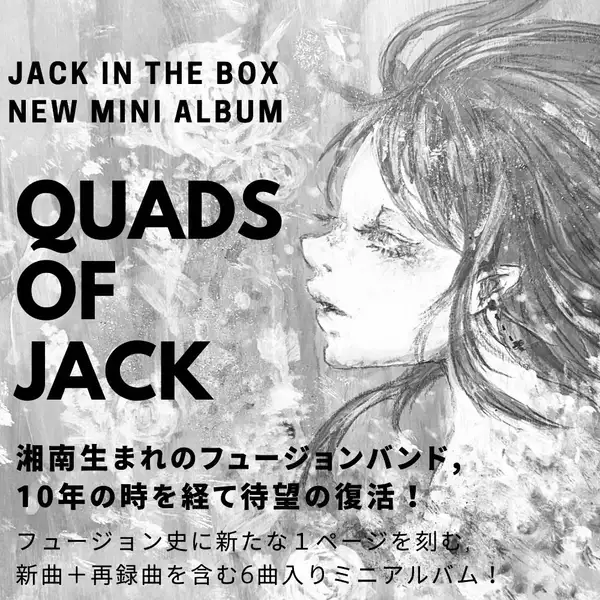 JACK IN THE BOX
NEW MINI ALBUM
QUADS
OF
JACK
湘南生まれのフュージョンバンド,
10年の時を経て待望の復活！
フュージョン史に新たな１ページを刻む,
新曲＋再録曲を含む6曲入りミニアルバム！